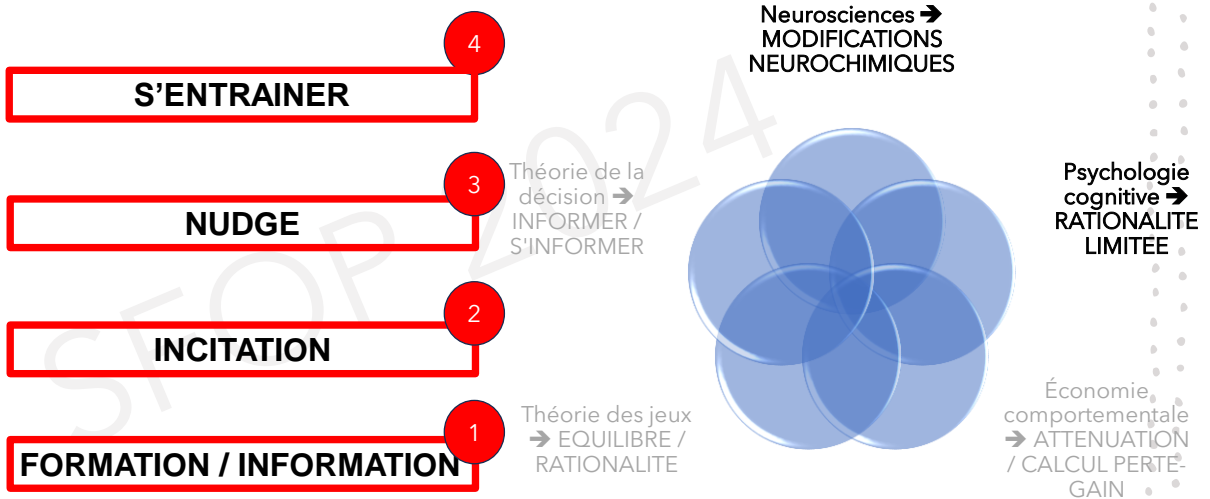 4
S'ENTRAINER
3
NUDGE
2
INCITATION
1
FORMATION / INFORMATION
Neurosciences ➔
MODIFICATIONS
NEUROCHIMIQUES
Théorie de la
décision ➔
INFORMER /
S'INFORMER
Psychologie
cognitive ➔
RATIONALITE
LIMITEE
Théorie des jeux
➔ EQUILIBRE /
RATIONALITE
Économie
comportementale
➔ ATTENUATION
/ CALCUL PERTE-
GAIN
SFOP 2024